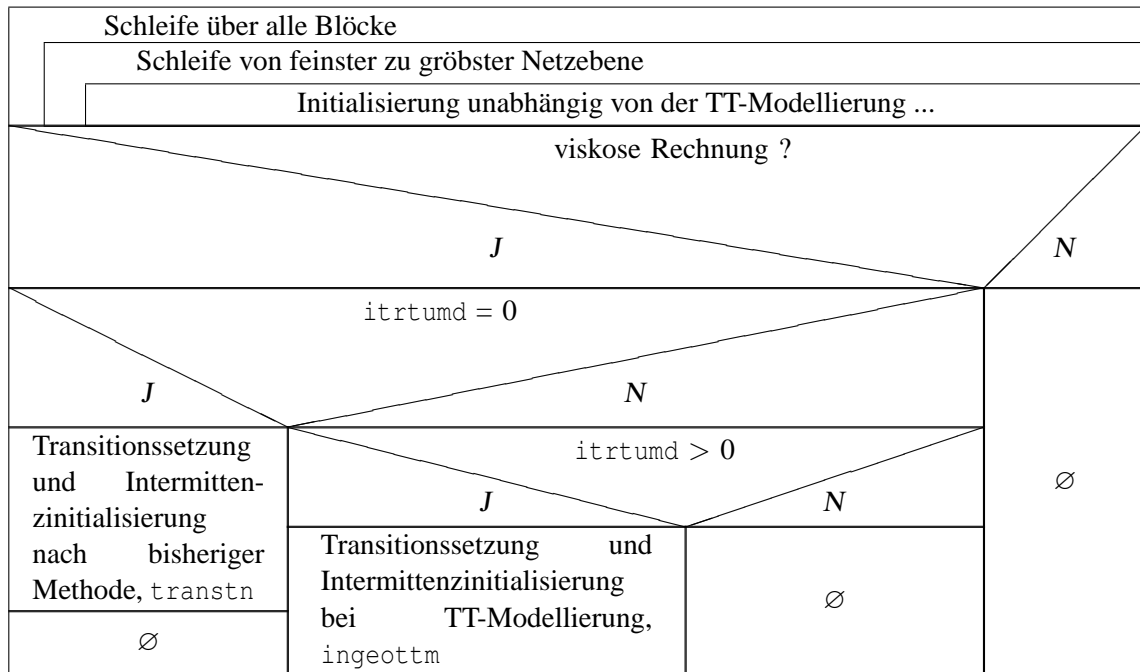 Schleife über alle Blöcke
Schleife von feinster zu gröbster Netzebene
Initialisierung unabhängig von der TT-Modellierung ...
viskose Rechnung ?
J
N
itrtumd = 0
J
N
Transitionssetzung
und Intermitten-
zinitialisierung
nach bisheriger
Methode, transtn
∅
itrtumd > 0
J
N
Transitionssetzung und
Intermittenzinitialisierung
bei TT-Modellierung,
ingeottm
∅
∅